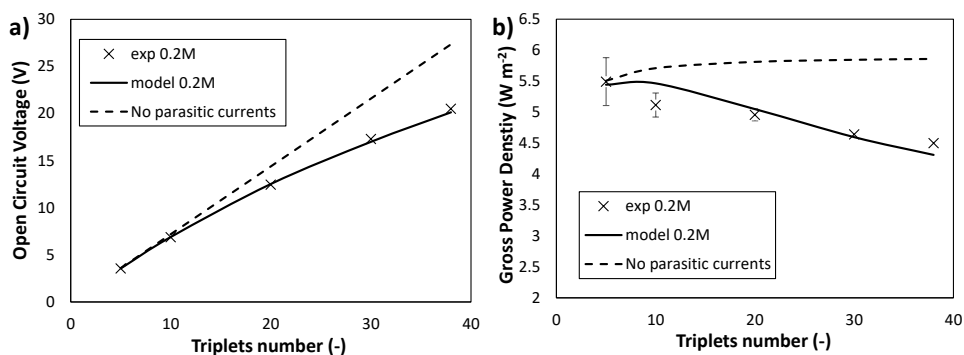 a)
Open Circuit Voltage (V)
30
25
20
15
10
5
0
exp 0.2M
model 0.2M
No parasitic currents
0 10 20 30 40
Triplets number (-)
b)
Gross Power Denstiy (W m-2)
6.5
6
5.5
5
4.5
4
3.5
3
2.5
2
exp 0.2M
model 0.2M
No parasitic currents
0 10 20 30 40
Triplets number (-)